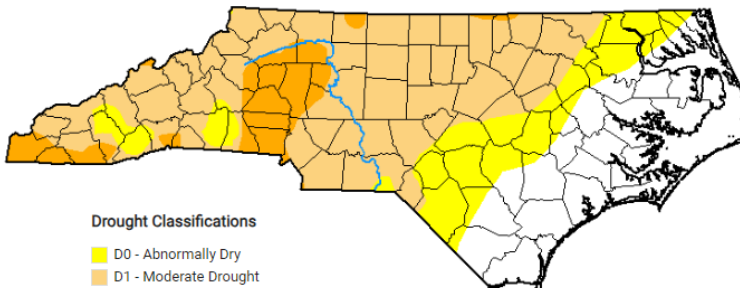 Drought Classifications
D0 - Abnormally Dry
D1 - Moderate Drought